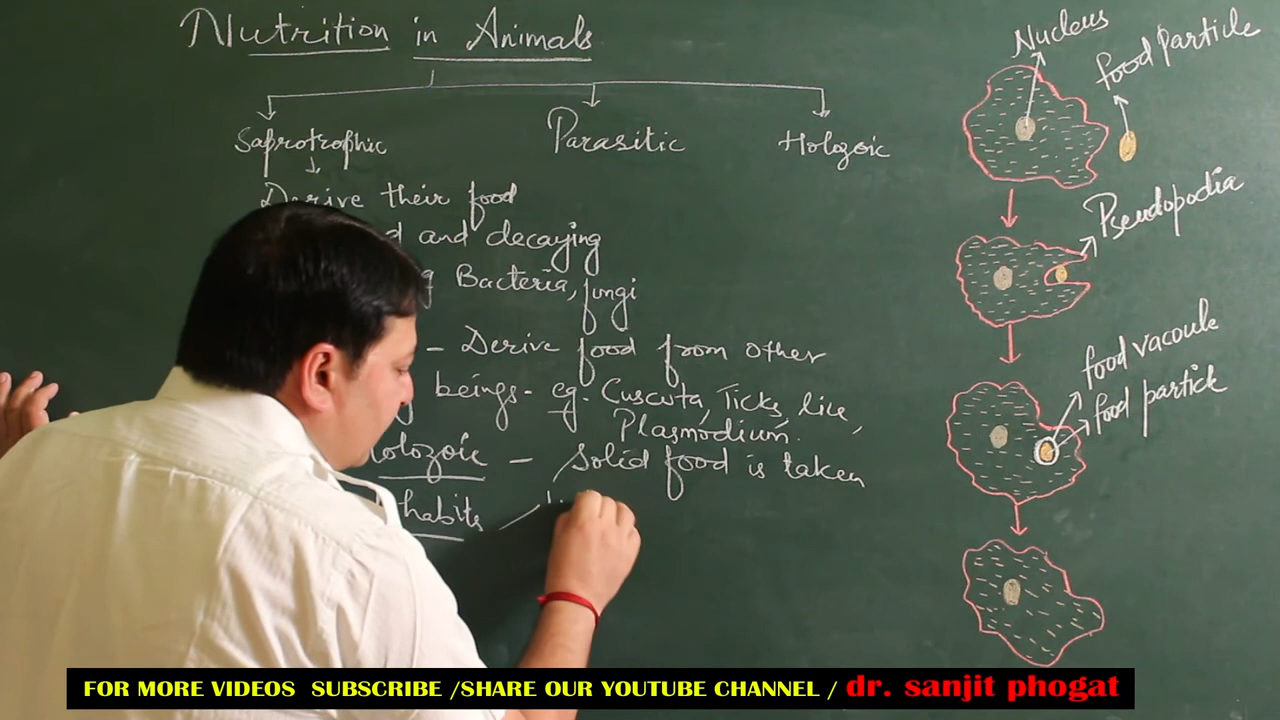 Nutrition in Animals
Saprotrophic Parasitic Holozoic
Derive their food
and decaying
Bacteria, fungi
- Derive food from other
beings. eg. Cuscuta, Ticks, lice,
Plasmodium.
Holozoic - Solid food is taken
habits
Nucleus
food particle
Pseudopodia
food vacoule
food particle
FOR MORE VIDEOS SUBSCRIBE /SHARE OUR YOUTUBE CHANNEL / dr. sanjit phogat